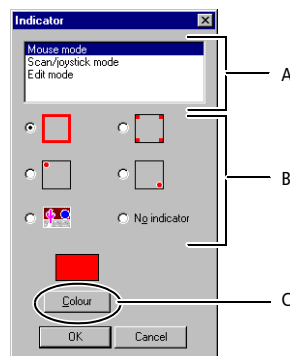 Indicator
Mouse mode
Scan/joystick mode
Edit mode
A
B
No indicator
Colour
C
OK
Cancel